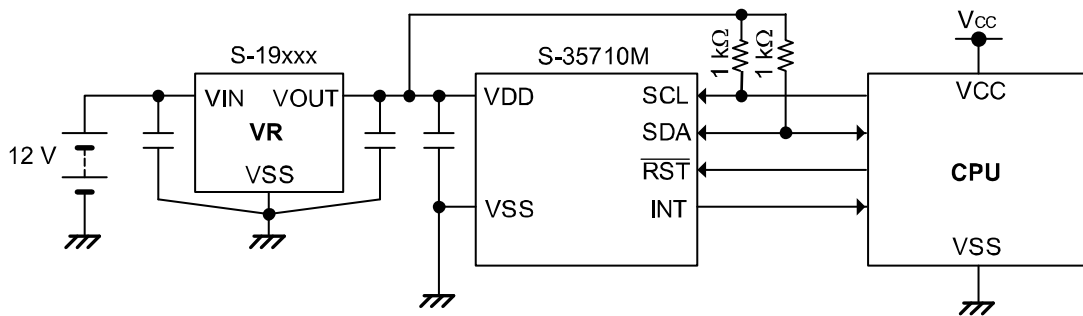 S-19xxx
VIN
VOUT
VR
VSS
12 V
S-35710M
VDD
VSS
SCL
SDA
RST
INT
1 kΩ
1 kΩ
VCC
VCC
CPU
VSS